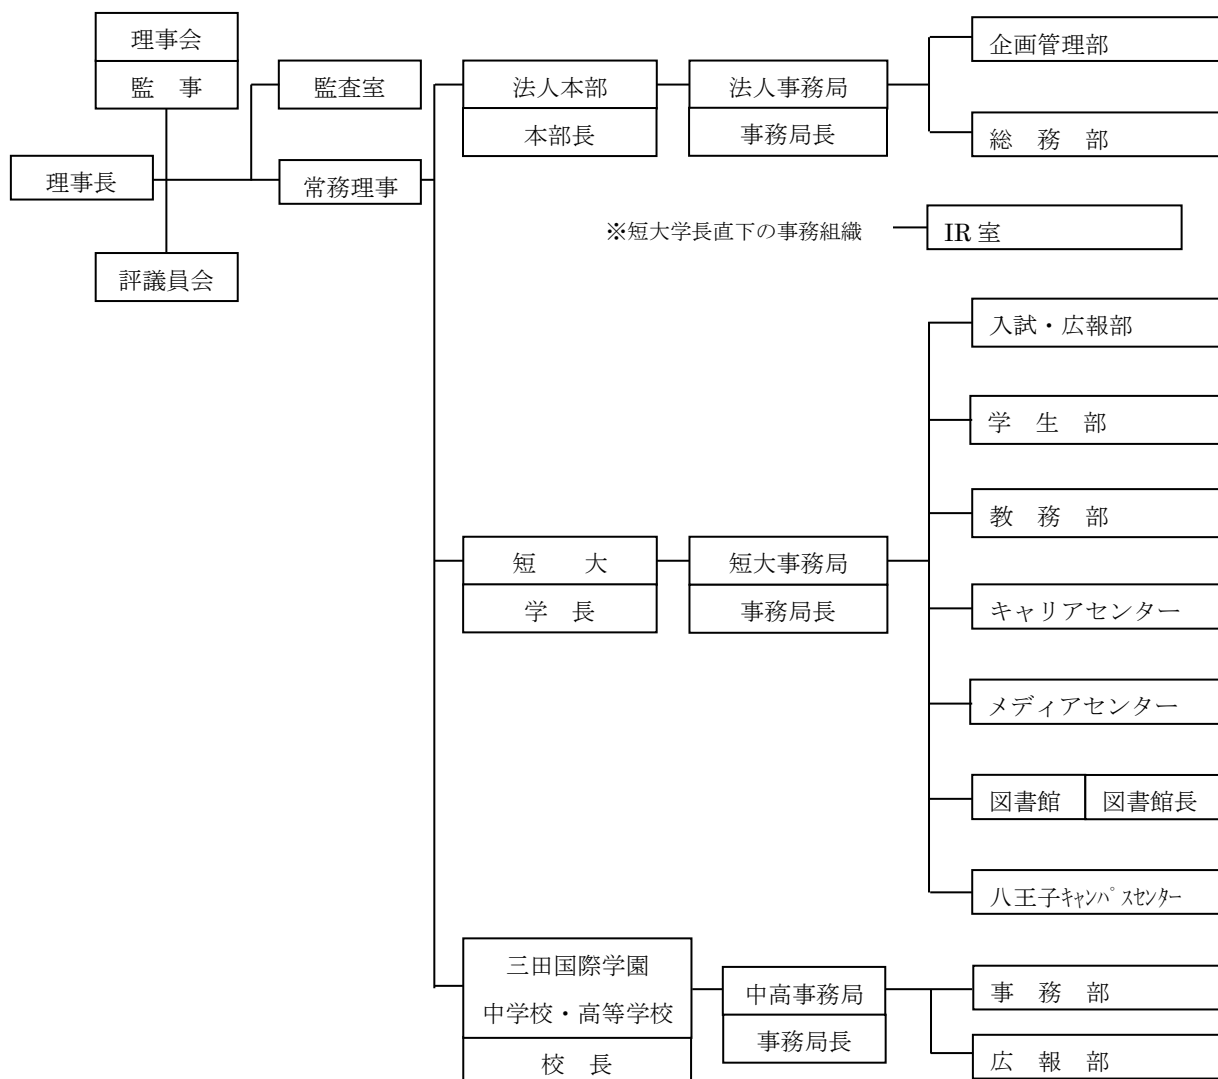 理事会
監　事
理事長
評議員会
監査室
常務理事
法人本部
本部長
法人事務局
事務局長
企画管理部
総　務　部
※短大学長直下の事務組織
IR 室
短　　大
学　長
短大事務局
事務局長
入試・広報部
学　生　部
教　務　部
キャリアセンター
メディアセンター
図書館　図書館長
八王子ｷｬﾝﾊﾟｽｾﾝﾀｰ
三田国際学園
中学校・高等学校
校　長
中高事務局
事務局長
事　務　部
広　報　部